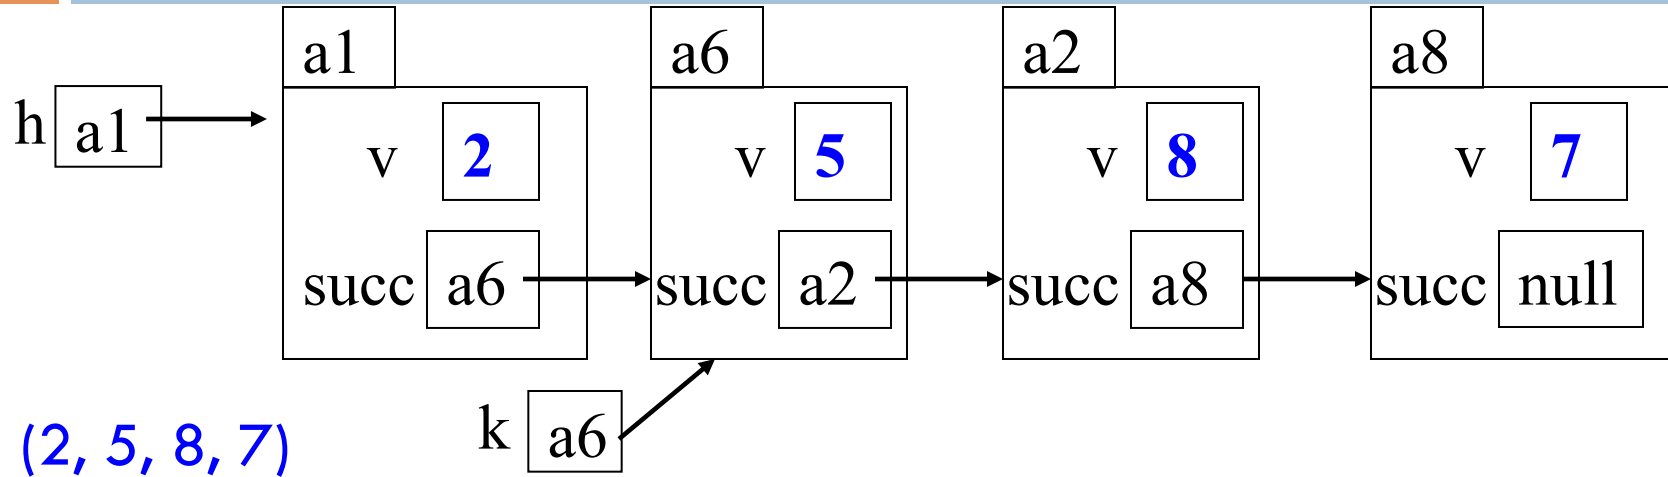 a1 a6 a2 a8
h a1
v 2 v 5 v 8 v 7
succ a6 succ a2 succ a8 succ null
k a6
(2, 5, 8, 7)